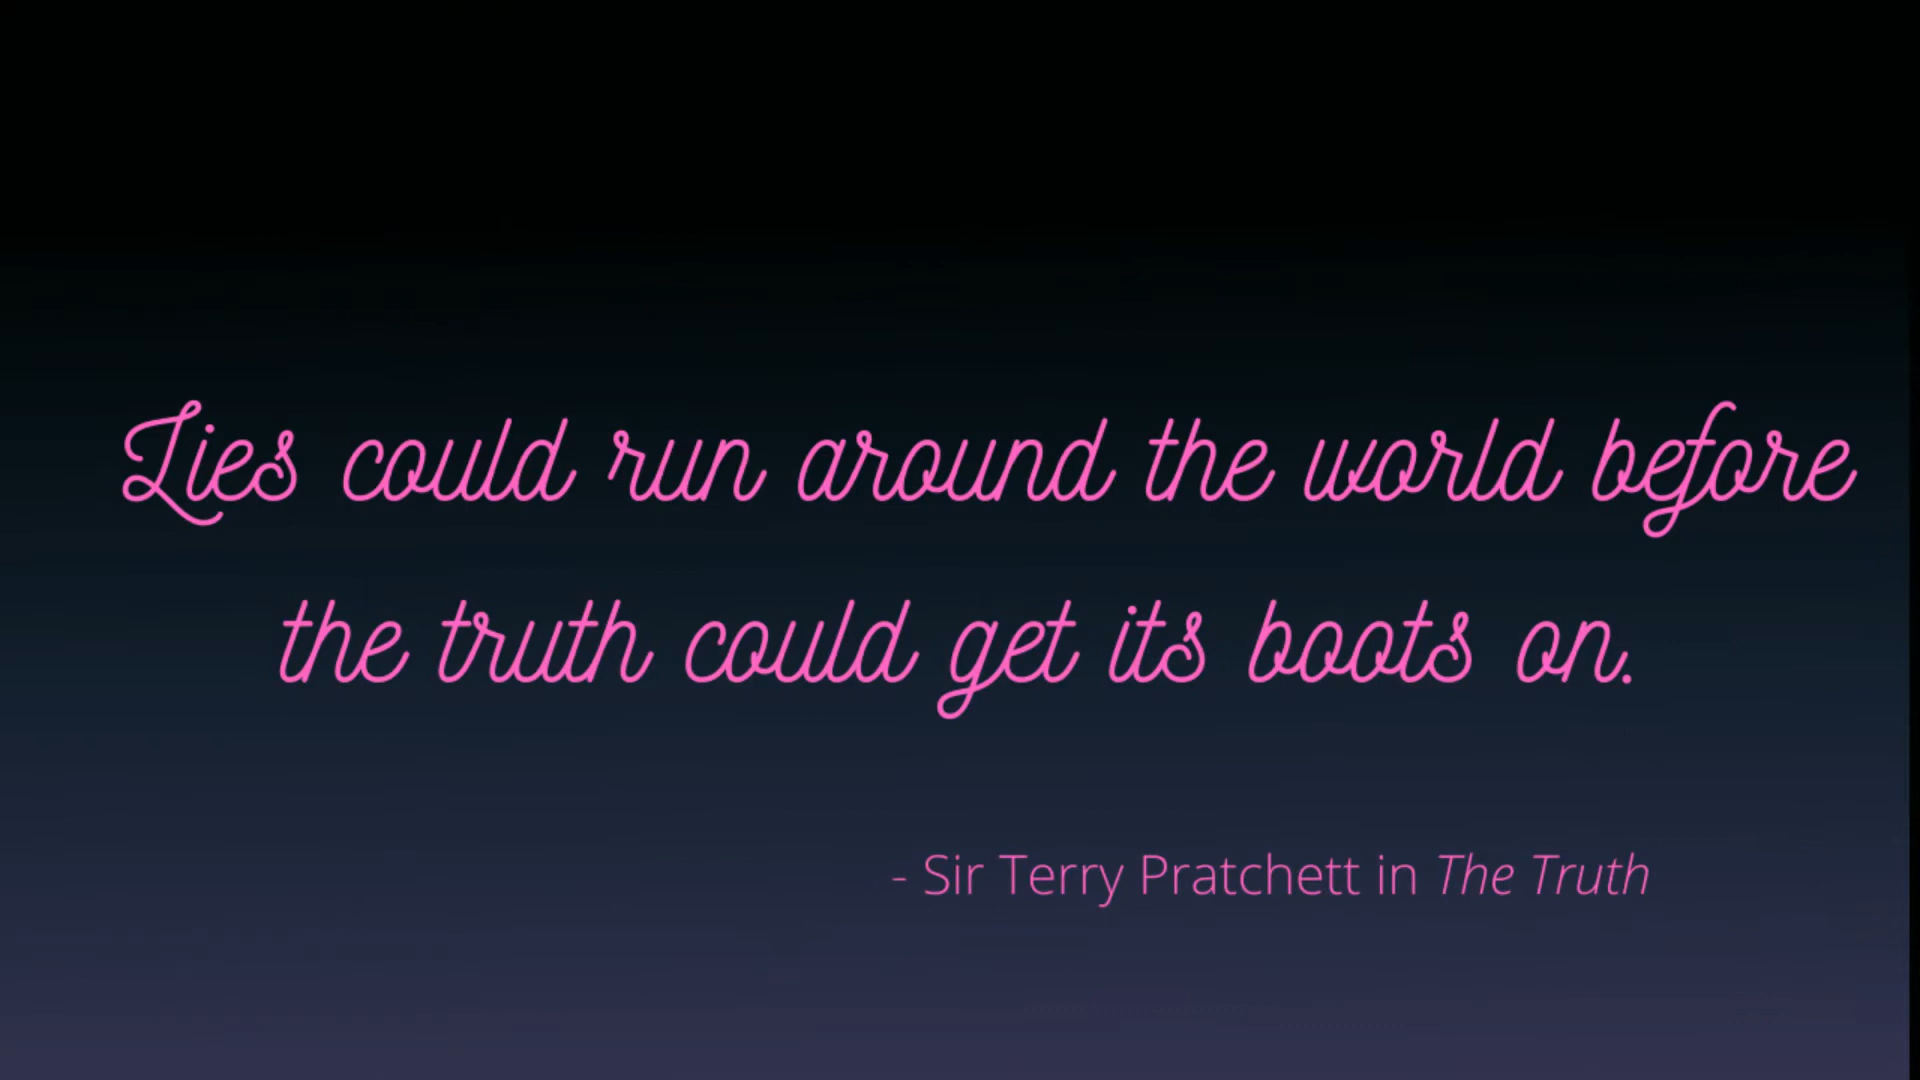 Lies could run around the world before
the truth could get its boots on.
- Sir Terry Pratchett in The Truth